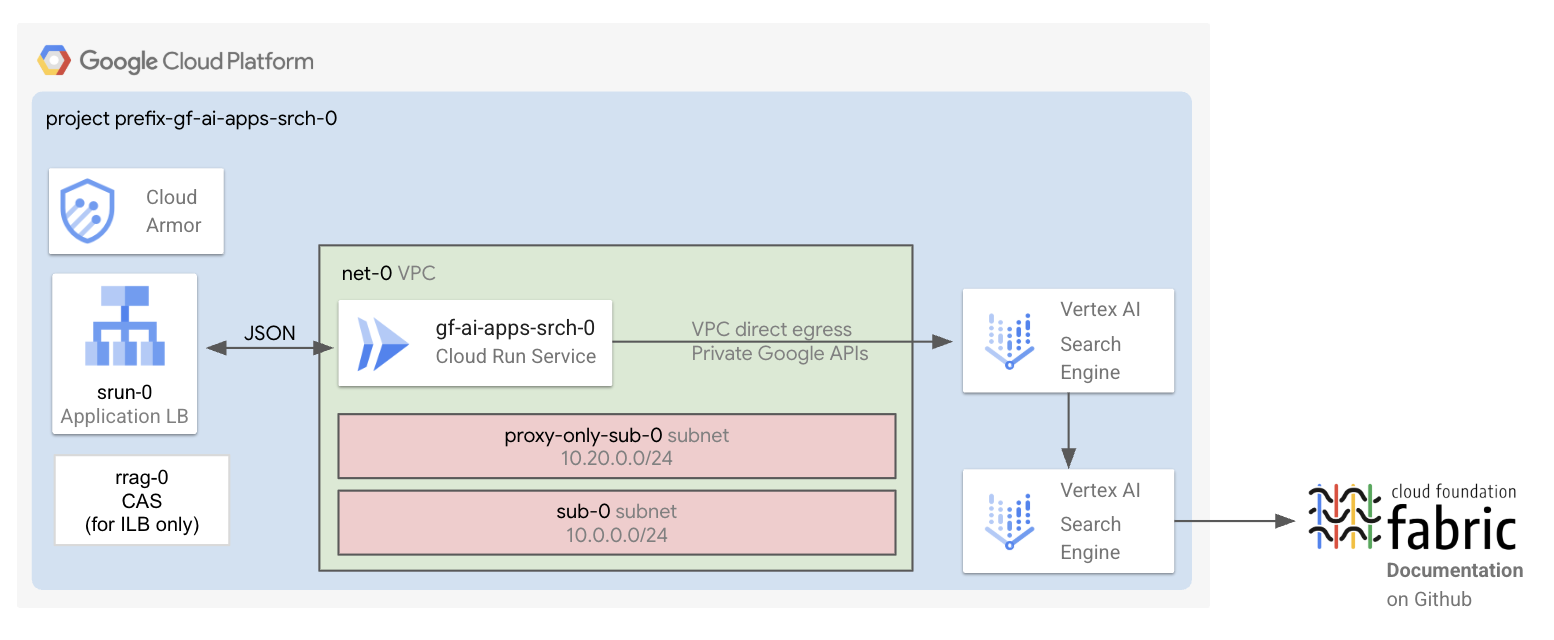 Google Cloud Platform
project prefix-gf-ai-apps-srch-0
Cloud
Armor
srun-0
Application LB
rrag-0
CAS
(for ILB only)
JSON
net-0 VPC
gf-ai-apps-srch-0
Cloud Run Service
VPC direct egress
Private Google APIs
proxy-only-sub-0 subnet
10.20.0.0/24
sub-0 subnet
10.0.0.0/24
Vertex AI
Search
Engine
Vertex AI
Search
Engine
cloud foundation
fabric
Documentation
on Github